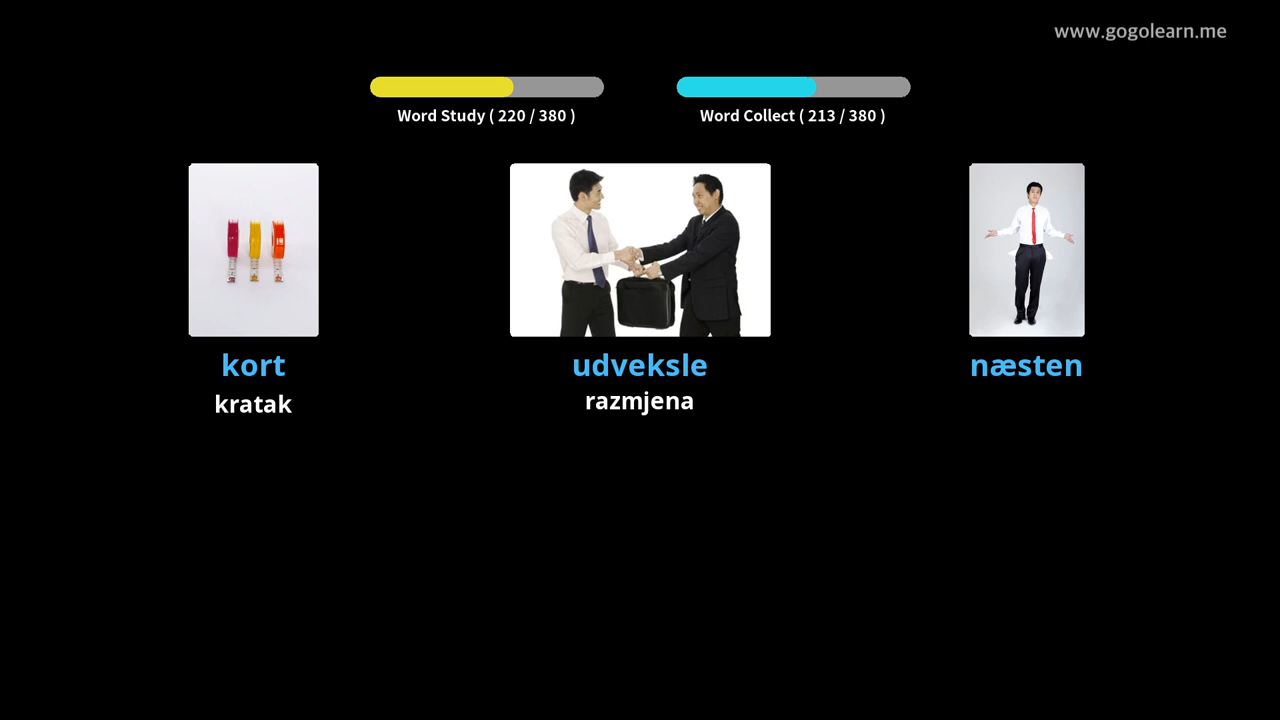 www.gogolearn.me
Word Study ( 220 / 380 )
Word Collect ( 213 / 380 )
kort
udveksle
næsten
kratak
razmjena